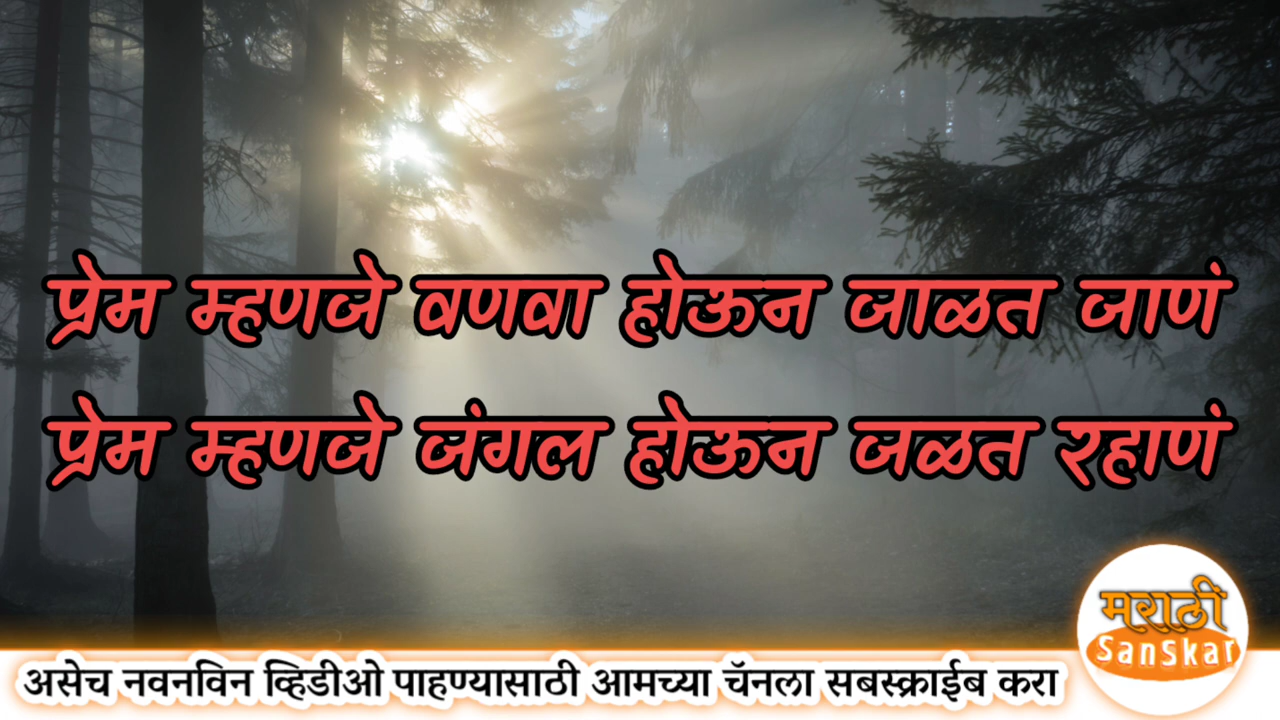 प्रेम म्हणजे वणवा होऊन जाळत जाणं
प्रेम म्हणजे जंगल होऊन जळत रहाणं
मराठी
SanSkar
असेच नवनविन व्हिडीओ पाहण्यासाठी आमच्या चॅनला सबस्क्राईब करा